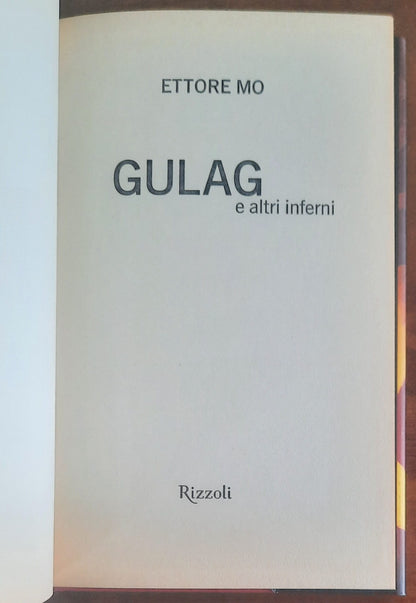 ETTORE MO
GULAG
e altri inferni
Rizzoli